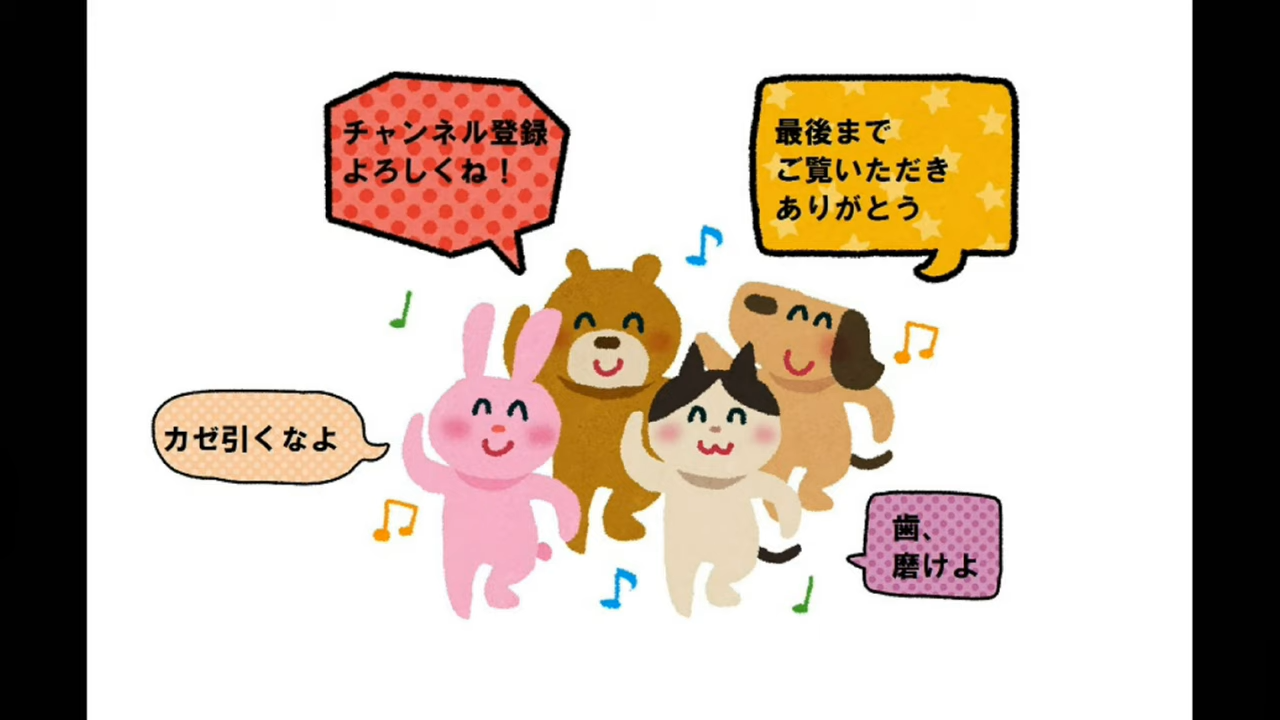 チャンネル登録
よろしくね！
最後まで
ご覧いただき
ありがとう
カゼ引くなよ
歯、
磨けよ